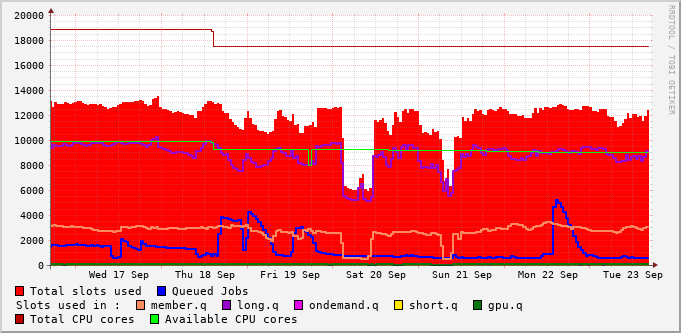 20000
18000
16000
14000
12000
10000
8000
6000
4000
2000
0
Wed 17 Sep Thu 18 Sep Fri 19 Sep Sat 20 Sep Sun 21 Sep Mon 22 Sep Tue 23 Sep
Total slots used Queued Jobs
Slots used in : member.q long.q ondemand.q short.q gpu.q
Total CPU cores Available CPU cores
RRDTOOL / TOBI OETIKER